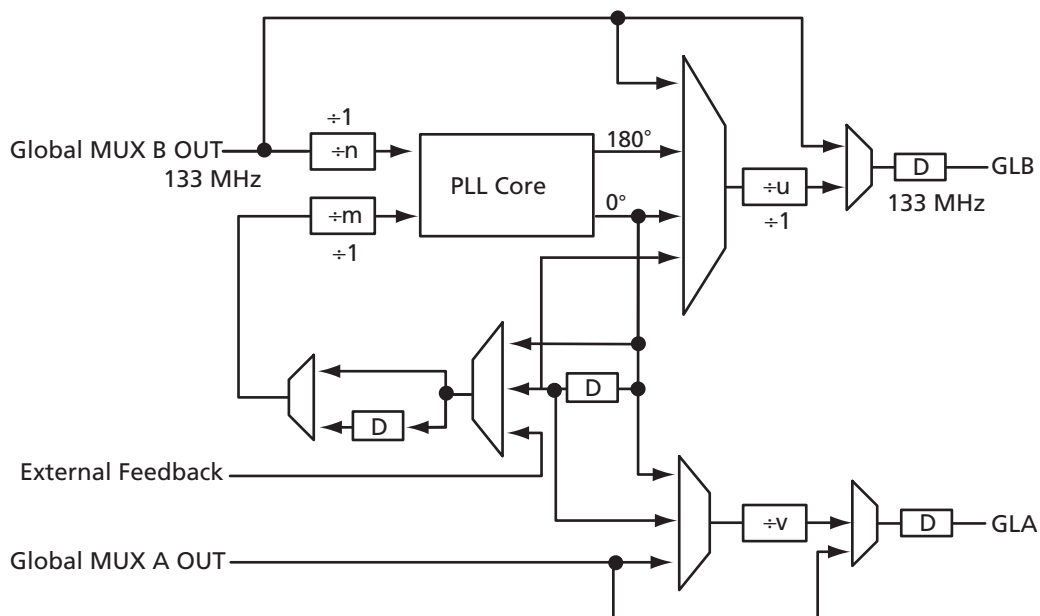 ÷1
Global MUX B OUT
÷n
180°
133 MHz
PLL Core
D
GLB
÷u
133 MHz
÷m
0°
÷1
÷1
D
D
External Feedback
÷v
D
GLA
Global MUX A OUT